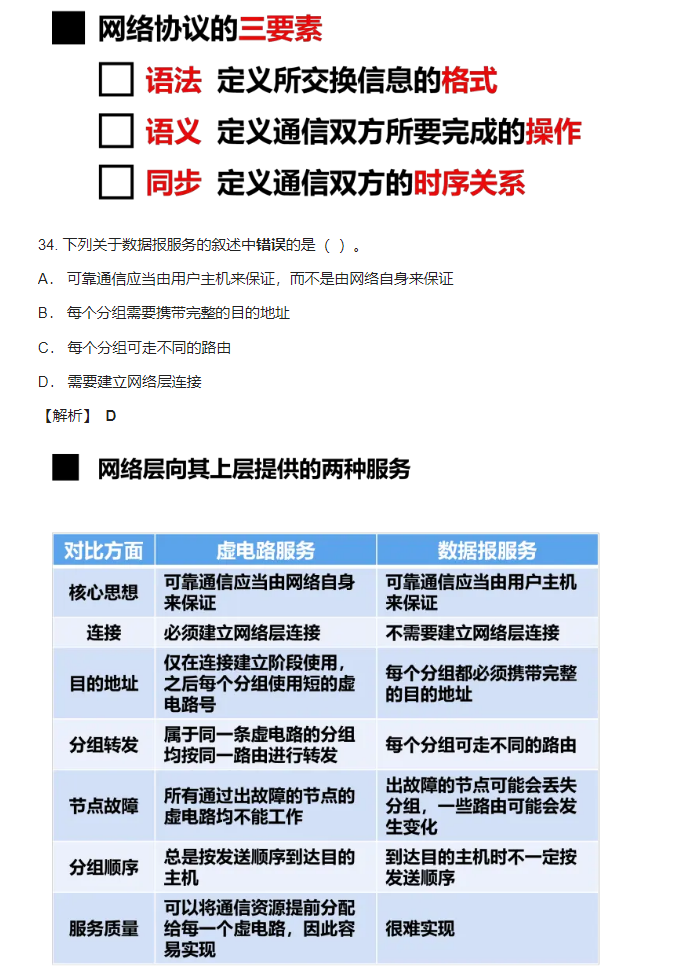 网络协议的三要素
语法 定义所交换信息的格式
语义 定义通信双方所要完成的操作
同步 定义通信双方的时序关系
34. 下列关于数据报服务的叙述中错误的是（ ）。
A． 可靠通信应当由用户主机来保证，而不是由网络自身来保证
B． 每个分组需要携带完整的目的地址
C． 每个分组可走不同的路由
D． 需要建立网络层连接
【解析】 D
网络层向其上层提供的两种服务
对比方面 虚电路服务 数据报服务
核心思想
可靠通信应当由网络自身
来保证
可靠通信应当由用户主机
来保证
连接 必须建立网络层连接 不需要建立网络层连接
目的地址
仅在连接建立阶段使用，
之后每个分组使用短的虚
电路号
每个分组都必须携带完整
的目的地址
分组转发
属于同一条虚电路的分组
均按同一路由进行转发
每个分组可走不同的路由
节点故障
所有通过出故障的节点的
虚电路均不能工作
出故障的节点可能会丢失
分组，一些路由可能会发
生变化
分组顺序
总是按发送顺序到达目的
主机
到达目的主机时不一定按
发送顺序
服务质量
可以将通信资源提前分配
给每一个虚电路，因此容
易实现
很难实现